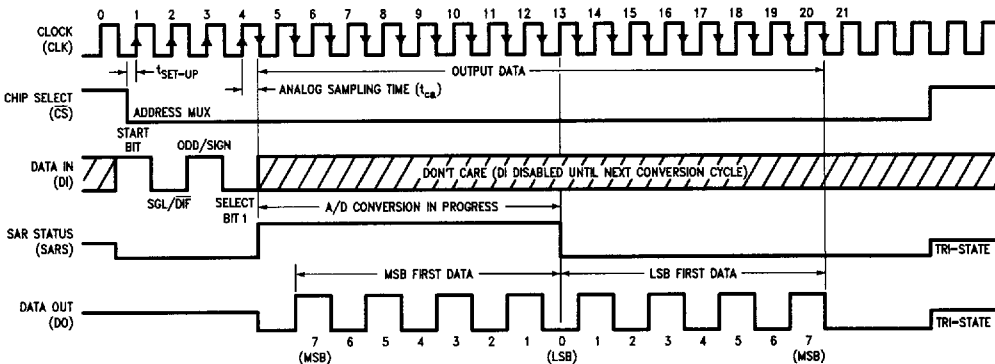 0 1 2 3 4 5 6 7 8 9 10 11 12 13 14 15 16 17 18 19 20 21
CLOCK
(CLK)
tSET-UP
OUTPUT DATA
ANALOG SAMPLING TIME (tca)
CHIP SELECT
(CS)
ADDRESS MUX
START
BIT
ODD/SIGN
DATA IN
(DI)
DON'T CARE (DI DISABLED UNTIL NEXT CONVERSION CYCLE)
SGL/DIF
SELECT
BIT 1
A/D CONVERSION IN PROGRESS
SAR STATUS
(SARS)
TRI-STATE
MSB FIRST DATA
LSB FIRST DATA
DATA OUT
(DO)
TRI-STATE
7 6 5 4 3 2 1 0 1 2 3 4 5 6 7
(MSB) (LSB) (MSB)